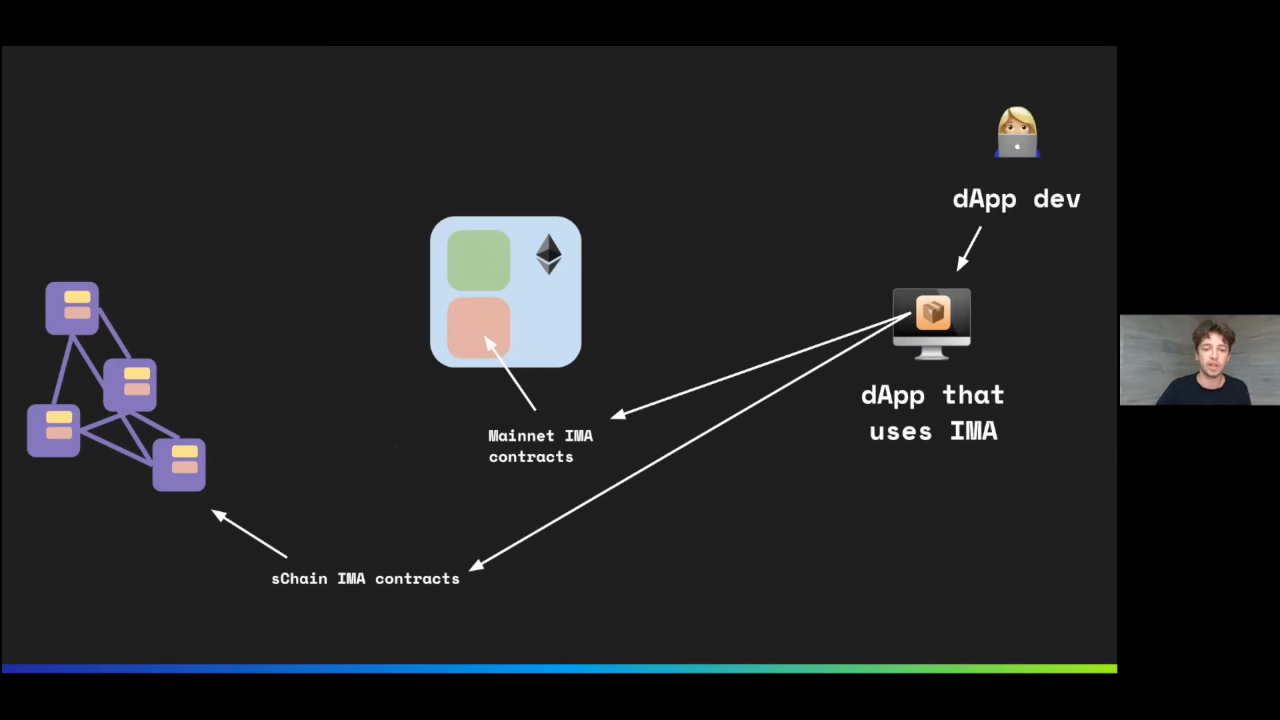 dApp dev
dApp that
uses IMA
Mainnet IMA
contracts
sChain IMA contracts